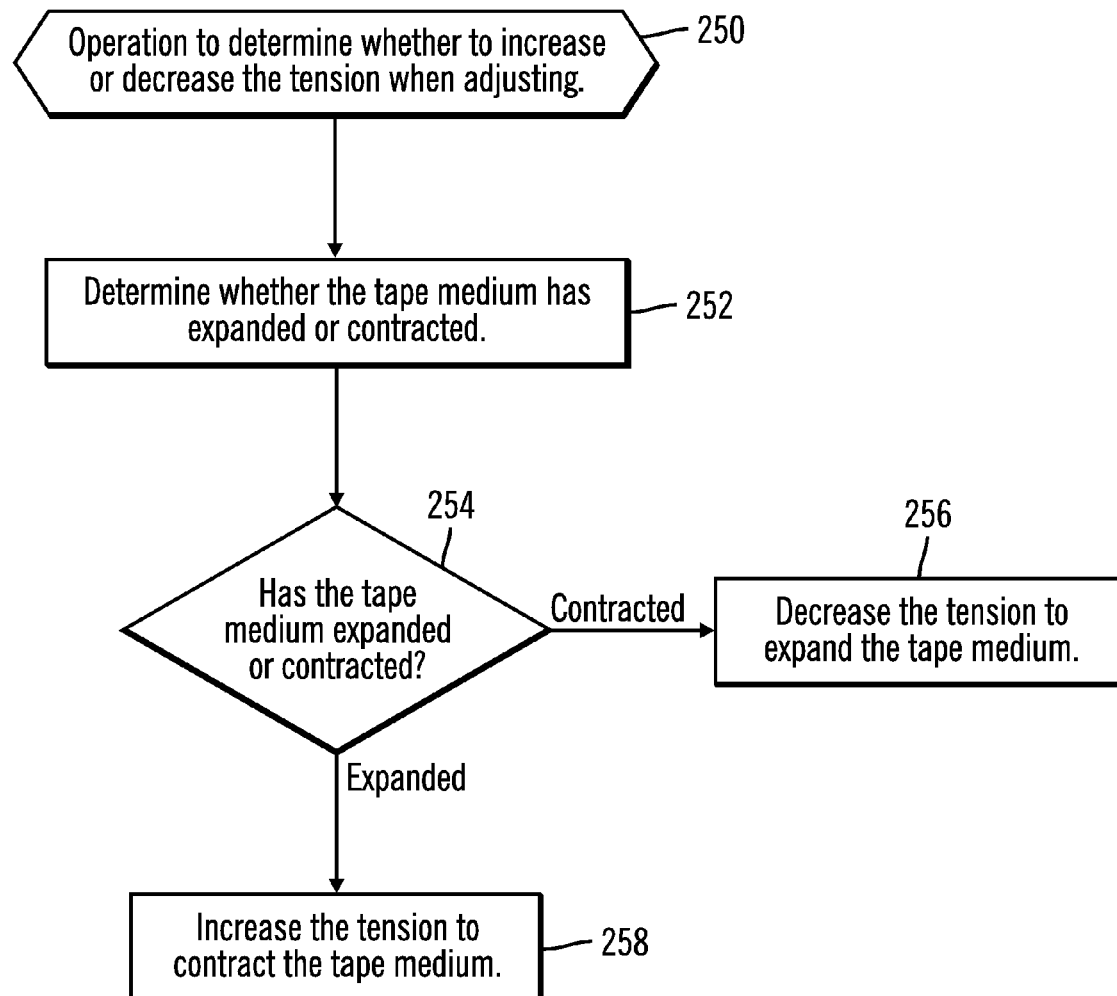 Operation to determine whether to increase
or decrease the tension when adjusting.
250
Determine whether the tape medium has
expanded or contracted.
252
254
Has the tape
medium expanded
or contracted?
Contracted
256
Decrease the tension to
expand the tape medium.
Expanded
Increase the tension to
contract the tape medium.
258